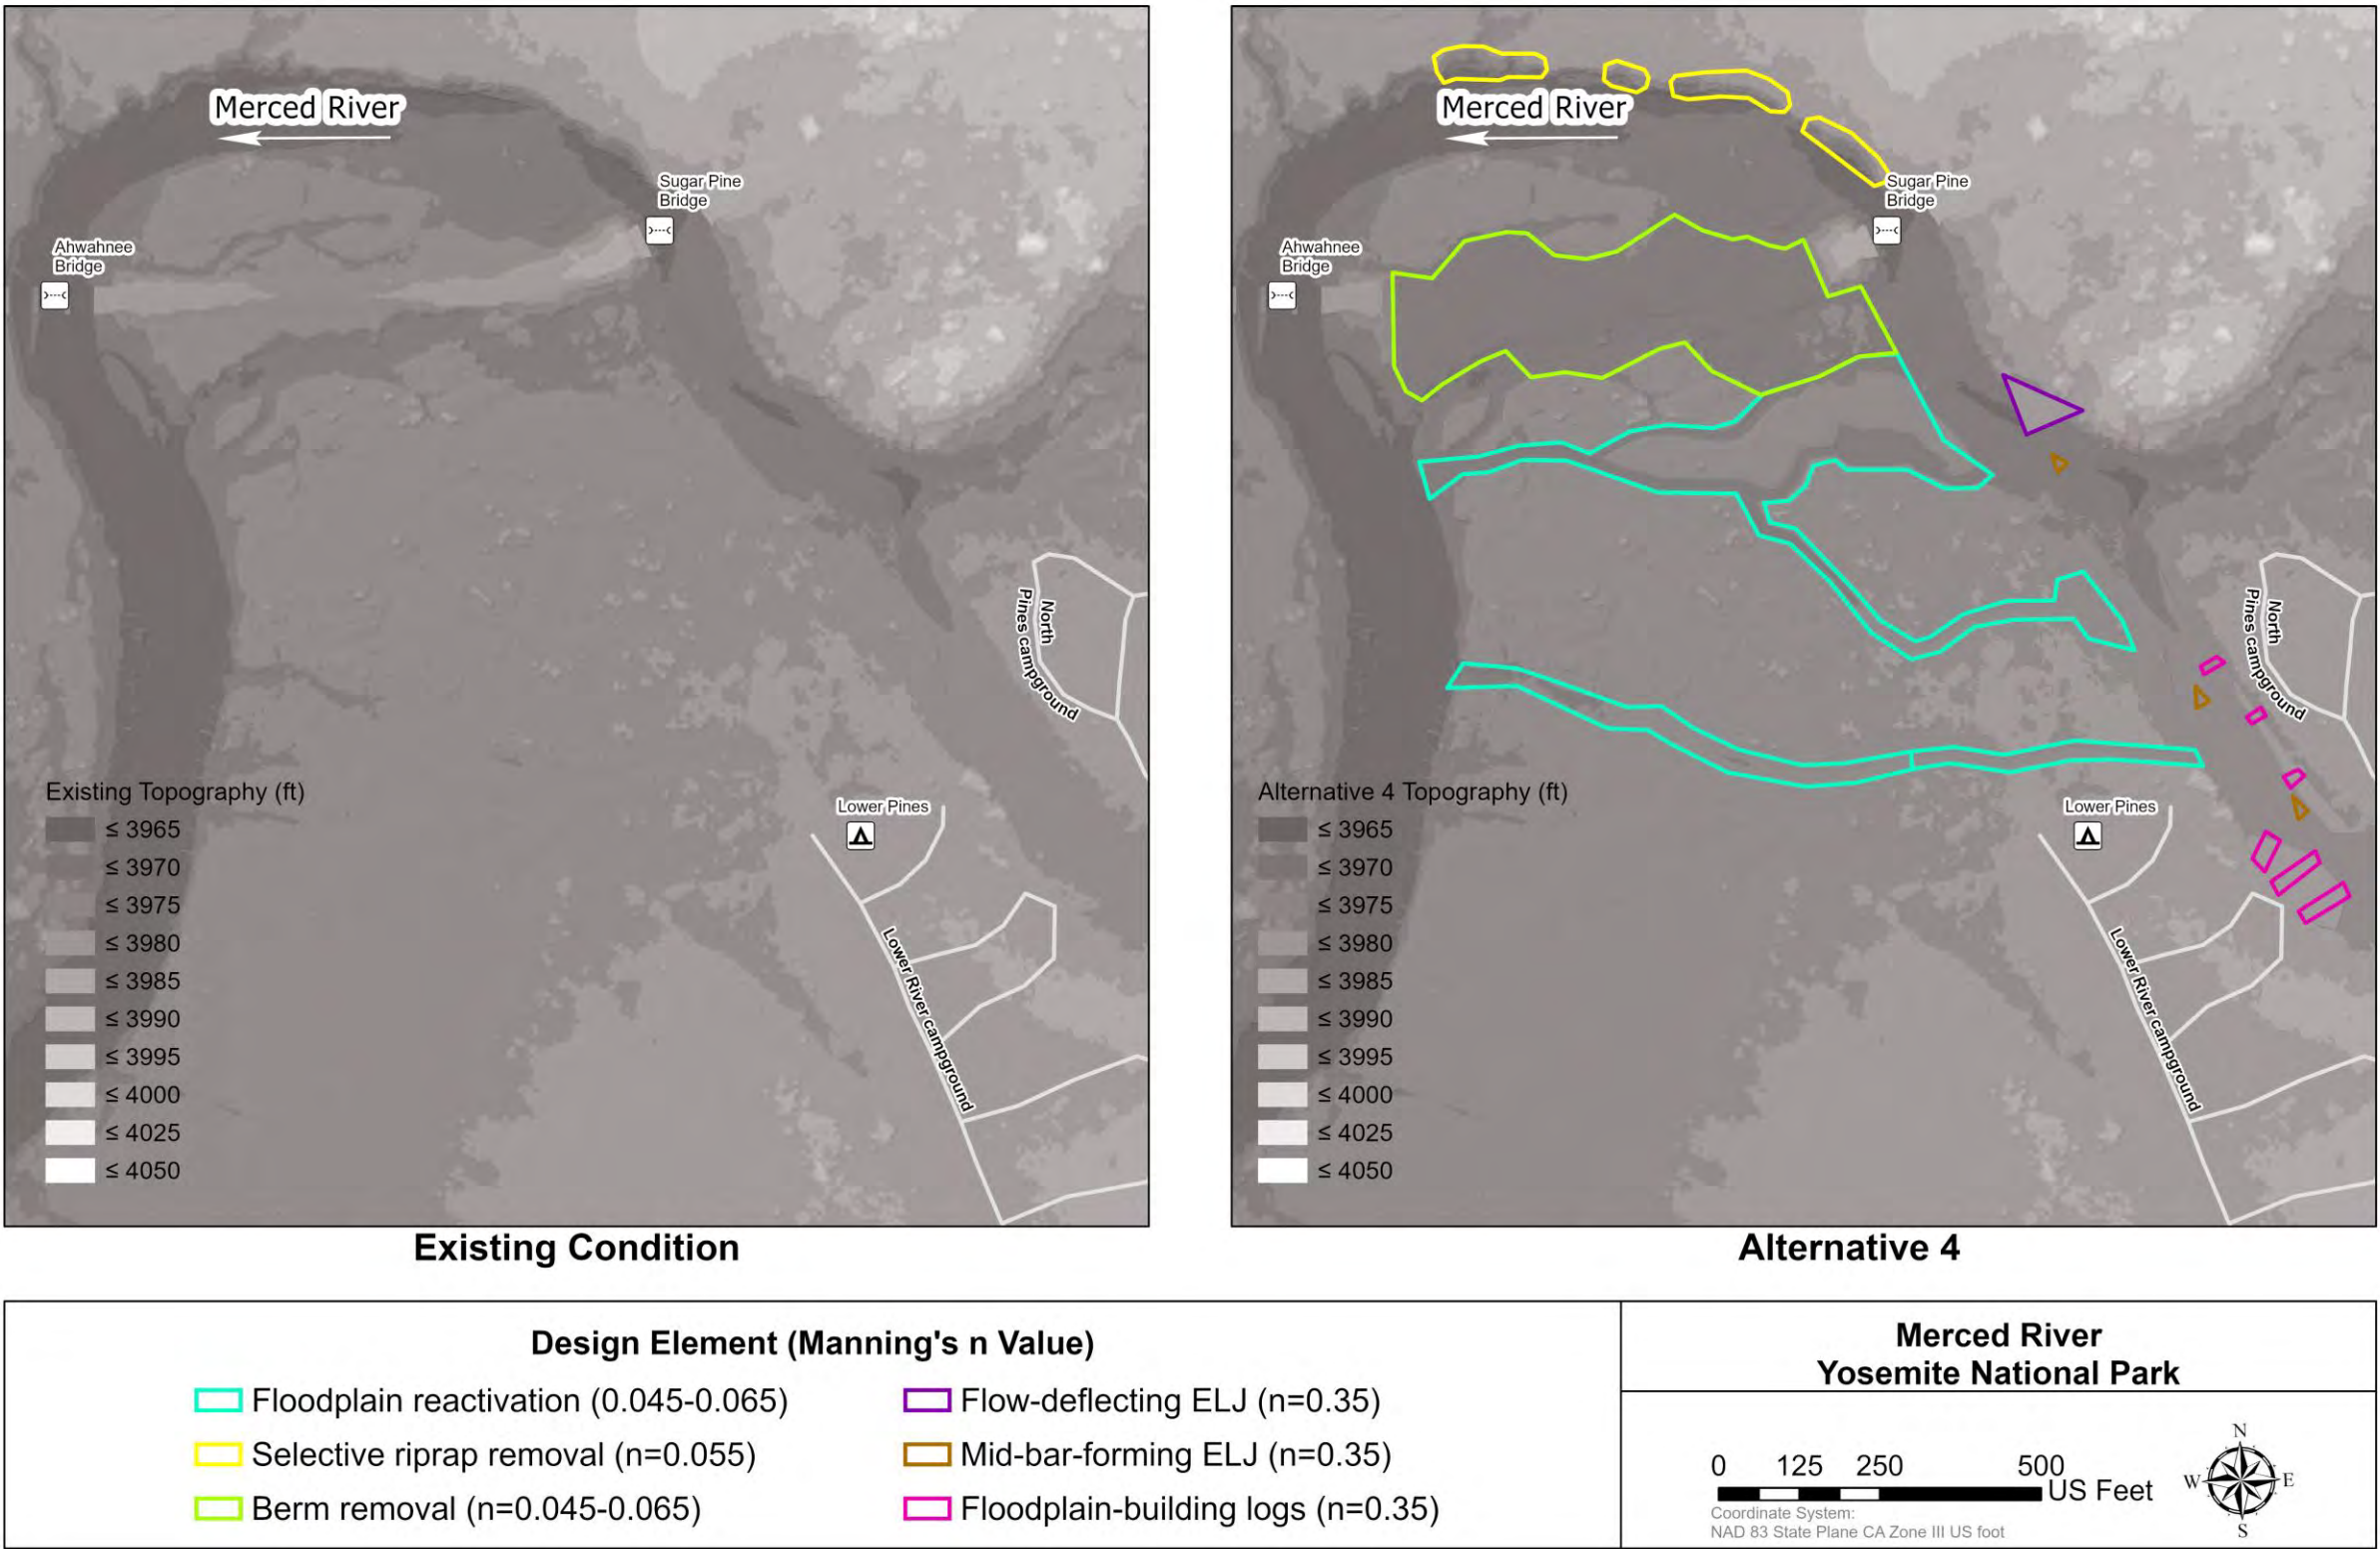 Merced River
Sugar Pine
Bridge
Ahwahnee
Bridge
North
Pines campground
Existing Topography (ft)
≤ 3965
≤ 3970
≤ 3975
≤ 3980
≤ 3985
≤ 3990
≤ 3995
≤ 4000
≤ 4025
≤ 4050
Lower Pines
Lower River campground
Existing Condition
Merced River
Sugar Pine
Bridge
Ahwahnee
Bridge
North
Pines campground
Alternative 4 Topography (ft)
≤ 3965
≤ 3970
≤ 3975
≤ 3980
≤ 3985
≤ 3990
≤ 3995
≤ 4000
≤ 4025
≤ 4050
Lower Pines
Lower River campground
Alternative 4
Design Element (Manning's n Value)
Floodplain reactivation (0.045-0.065)
Selective riprap removal (n=0.055)
Berm removal (n=0.045-0.065)
Flow-deflecting ELJ (n=0.35)
Mid-bar-forming ELJ (n=0.35)
Floodplain-building logs (n=0.35)
Merced River
Yosemite National Park
0 125 250 500
US Feet
Coordinate System:
NAD 83 State Plane CA Zone III US foot
N
W E
S